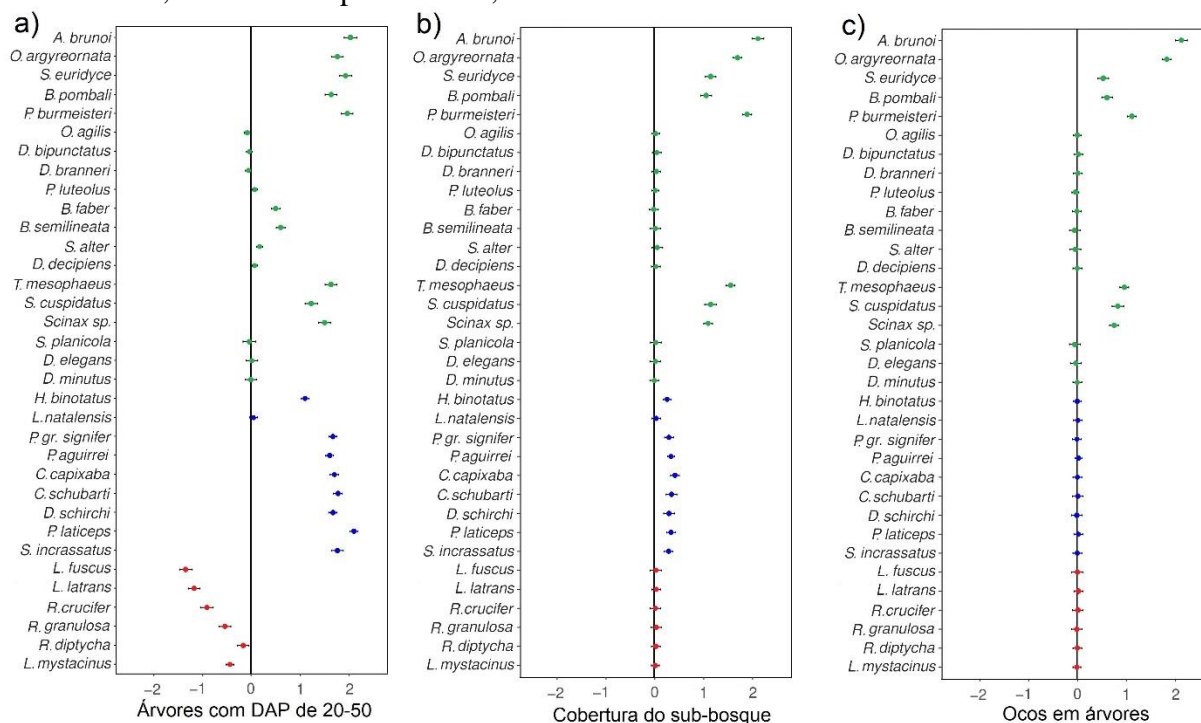 a)
A. brunoi
O. argyreornata
S. euridyce
B. pombali
P. burmeisteri
O. agilis
D. bipunctatus
D. branneri
P. luteolus
B. faber
B. semilineata
S. alter
D. decipiens
T. mesophaeus
S. cuspidatus
Scinax sp.
S. planicola
D. elegans
D. minutus
H. binotatus
L. natalensis
P. gr. signifer
P. aguirrei
C. capixaba
C. schubarti
D. schirchi
P. laticeps
S. incrassatus
L. fuscus
L. latrans
R.crucifer
R. granulosa
R. diptycha
L. mystacinus
−2 −1 0 1 2
Árvores com DAP de 20-50
b)
A. brunoi
O. argyreornata
S. euridyce
B. pombali
P. burmeisteri
O. agilis
D. bipunctatus
D. branneri
P. luteolus
B. faber
B. semilineata
S. alter
D. decipiens
T. mesophaeus
S. cuspidatus
Scinax sp.
S. planicola
D. elegans
D. minutus
H. binotatus
L. natalensis
P. gr. signifer
P. aguirrei
C. capixaba
C. schubarti
D. schirchi
P. laticeps
S. incrassatus
L. fuscus
L. latrans
R.crucifer
R. granulosa
R. diptycha
L. mystacinus
−2 −1 0 1 2
Cobertura do sub-bosque
c)
A. brunoi
O. argyreornata
S. euridyce
B. pombali
P. burmeisteri
O. agilis
D. bipunctatus
D. branneri
P. luteolus
B. faber
B. semilineata
S. alter
D. decipiens
T. mesophaeus
S. cuspidatus
Scinax sp.
S. planicola
D. elegans
D. minutus
H. binotatus
L. natalensis
P. gr. signifer
P. aguirrei
C. capixaba
C. schubarti
D. schirchi
P. laticeps
S. incrassatus
L. fuscus
L. latrans
R.crucifer
R. granulosa
R. diptycha
L. mystacinus
−2 −1 0 1 2
Ocos em árvores